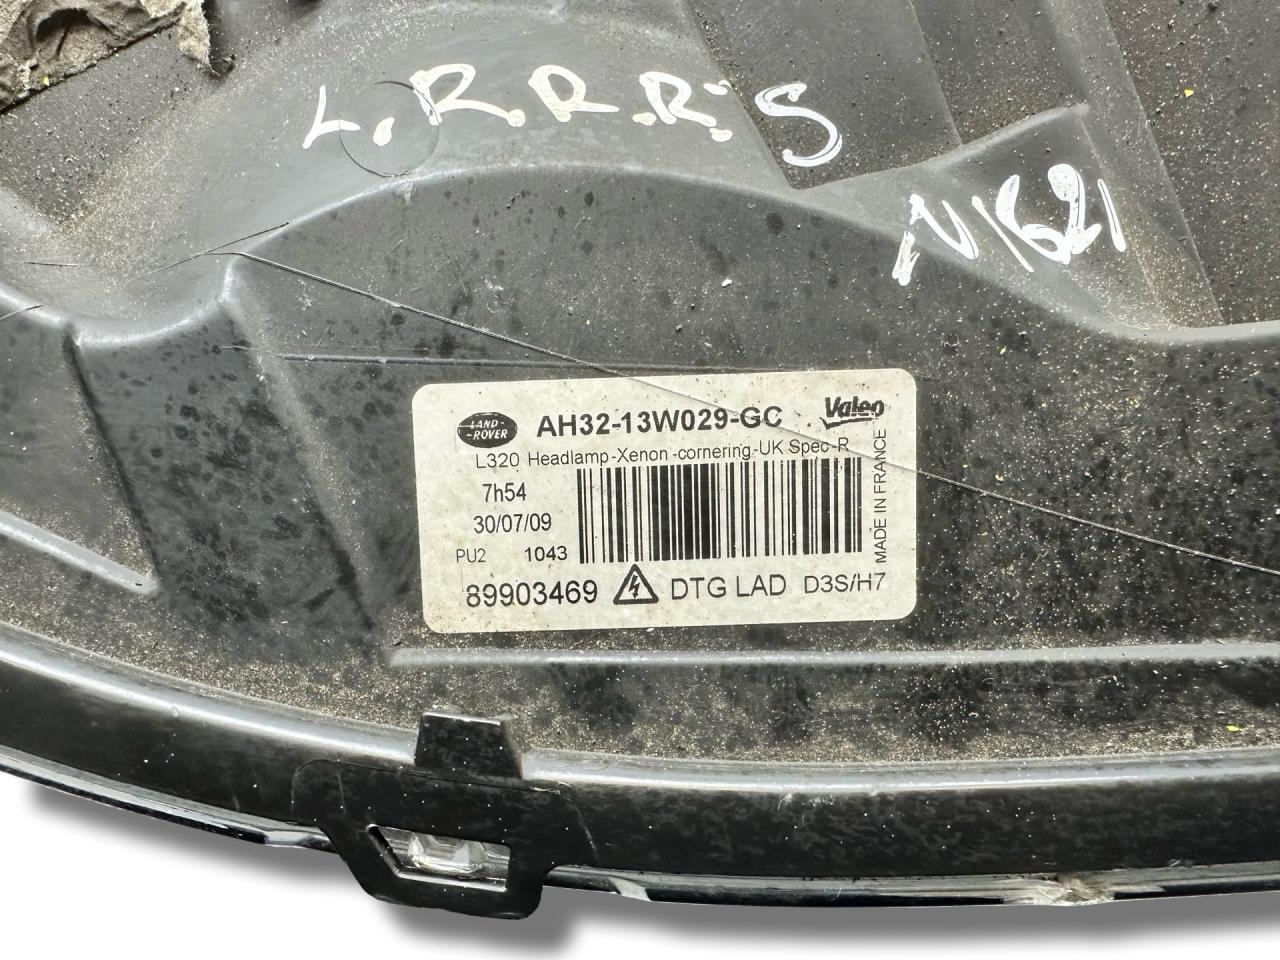 L.R.R.R.S
N1621
LAND-
-ROVER
AH32-13W029-GC
Valeo
L320 Headlamp-Xenon-cornering-UK Spec-R
7h54
30/07/09
PU2 1043
MADE IN FRANCE
89903469 DTG LAD D3S/H7